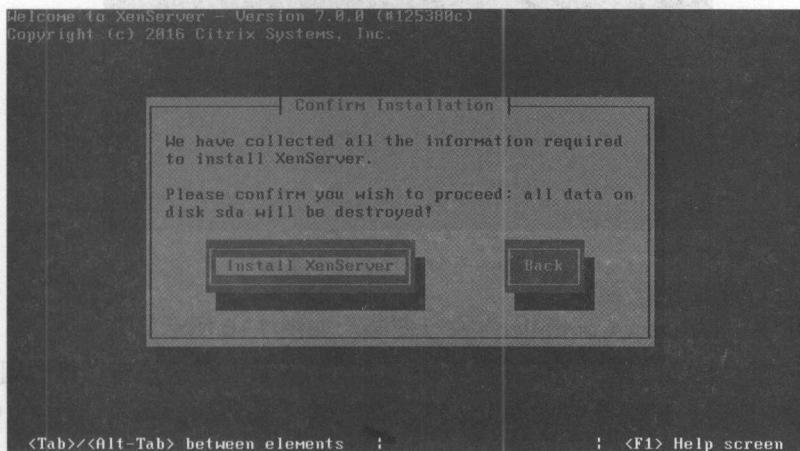 Welcome to XenServer - Version 7.0.0 (#125380c)
Copyright (c) 2016 Citrix Systems, Inc.
Confirm Installation
We have collected all the information required
to install XenServer.
Please confirm you wish to proceed: all data on
disk sda will be destroyed!
Install XenServer
Back
<Tab>/<Alt-Tab> between elements | | <F1> Help screen